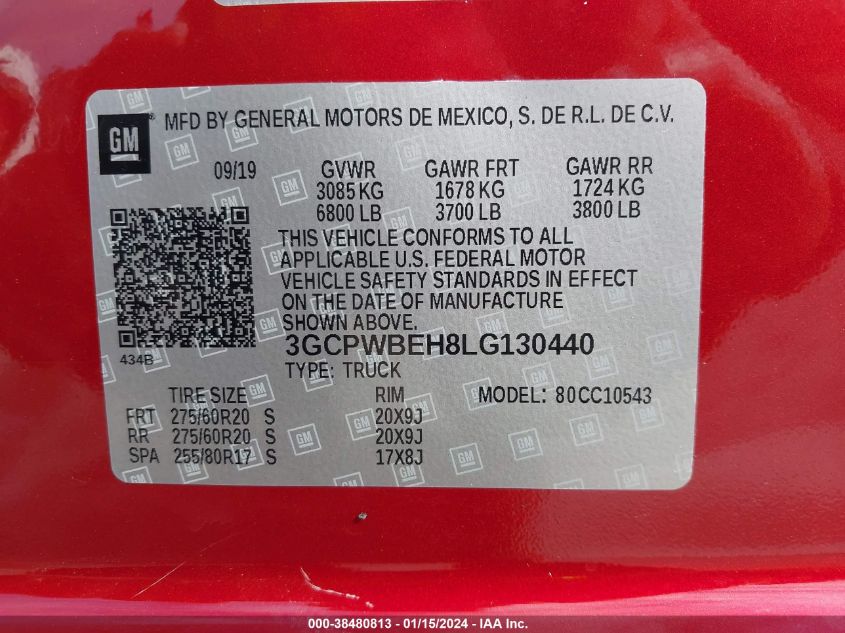 GM ® MFD BY GENERAL MOTORS DE MEXICO, S. DE R.L. DE C.V.
09/19 GVWR GAWR FRT GAWR RR
3085 KG 1678 KG 1724 KG
6800 LB 3700 LB 3800 LB
THIS VEHICLE CONFORMS TO ALL
APPLICABLE U.S. FEDERAL MOTOR
VEHICLE SAFETY STANDARDS IN EFFECT
ON THE DATE OF MANUFACTURE
SHOWN ABOVE.
434B 3GCPWBEH8LG130440
TYPE: TRUCK
TIRE SIZE RIM MODEL: 80CC10543
FRT 275/60R20 S 20X9J
RR 275/60R20 S 20X9J
SPA 255/80R17 S 17X8J
000-38480813 - 01/15/2024 - © IAA, Inc.